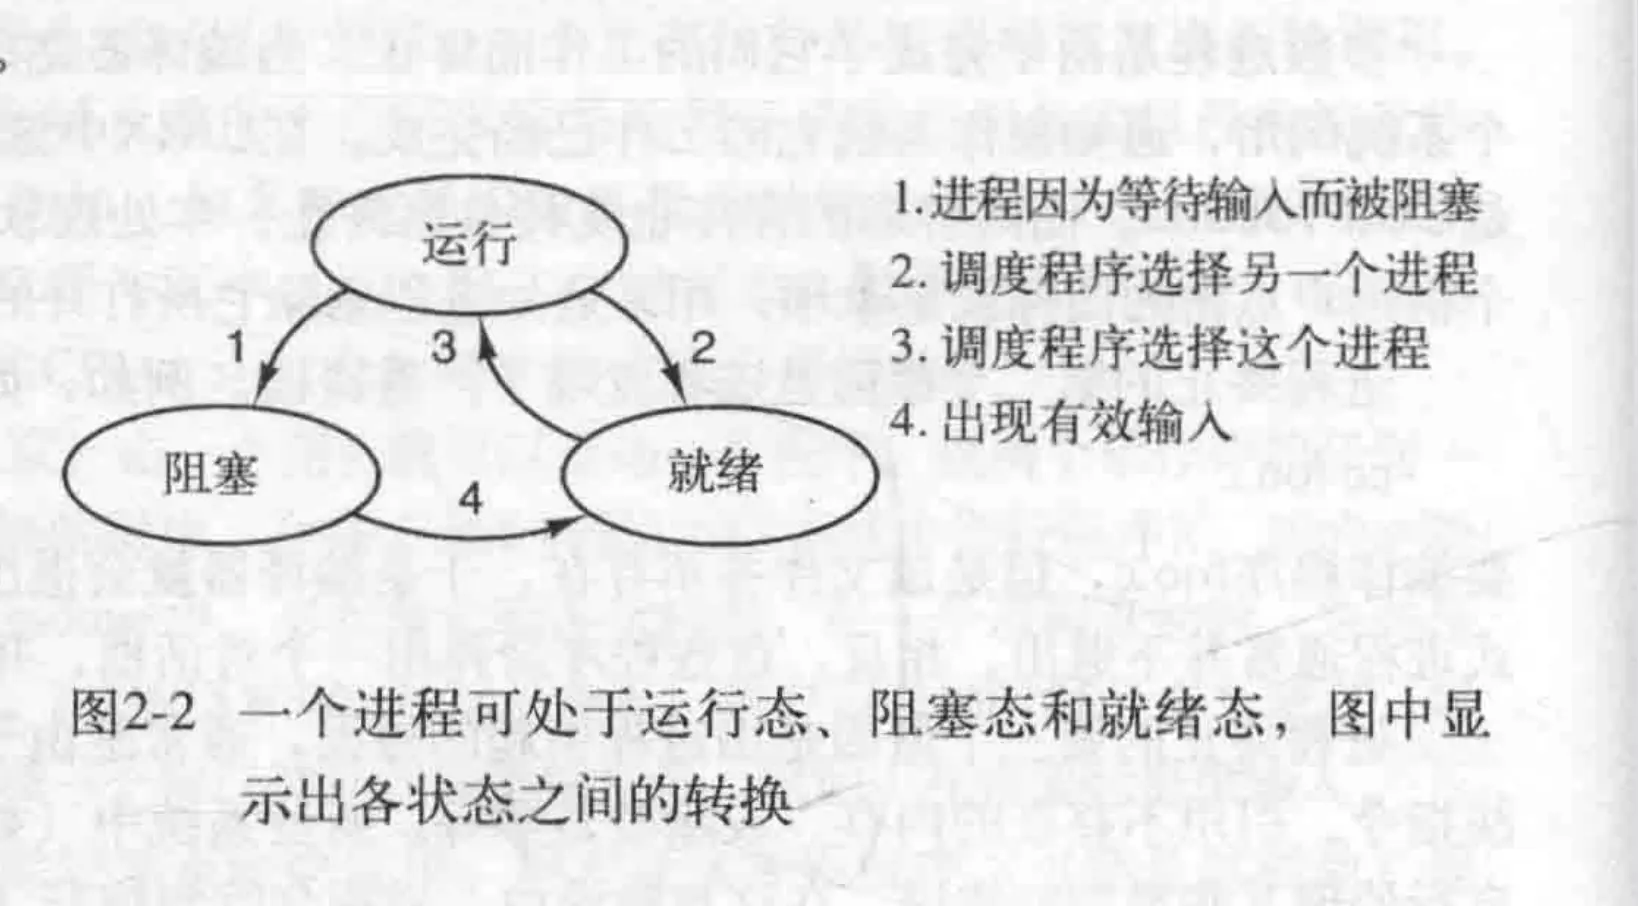 运行
1.进程因为等待输入而被阻塞
2. 调度程序选择另一个进程
1
3
2
3. 调度程序选择这个进程
4. 出现有效输入
阻塞
4
就绪
图2-2 一个进程可处于运行态、阻塞态和就绪态，图中显
示出各状态之间的转换